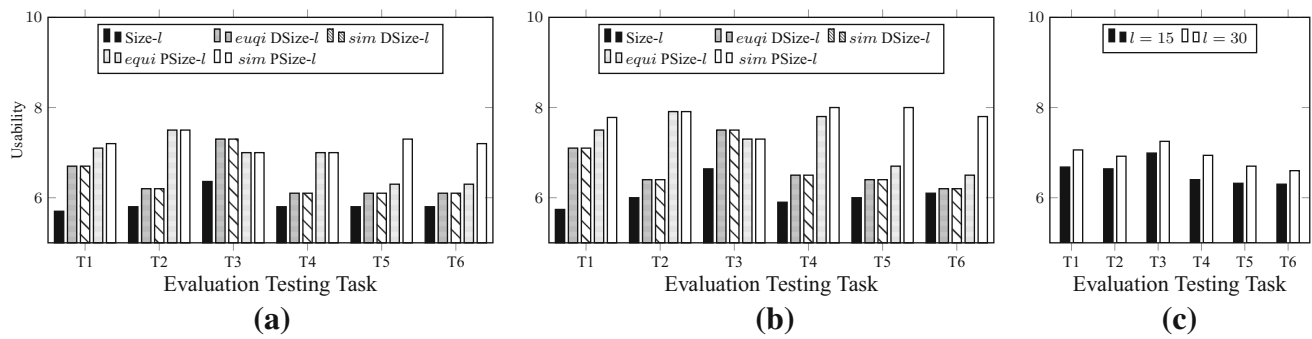 10
8
6
Usability
Size-l euqi DSize-l sim DSize-l
equi PSize-l sim PSize-l
T1 T2 T3 T4 T5 T6
Evaluation Testing Task
(a)
10
8
6
Size-l euqi DSize-l sim DSize-l
equi PSize-l sim PSize-l
T1 T2 T3 T4 T5 T6
Evaluation Testing Task
(b)
10
8
6
l = 15 l = 30
T1 T2 T3 T4 T5 T6
Evaluation Testing Task
(c)